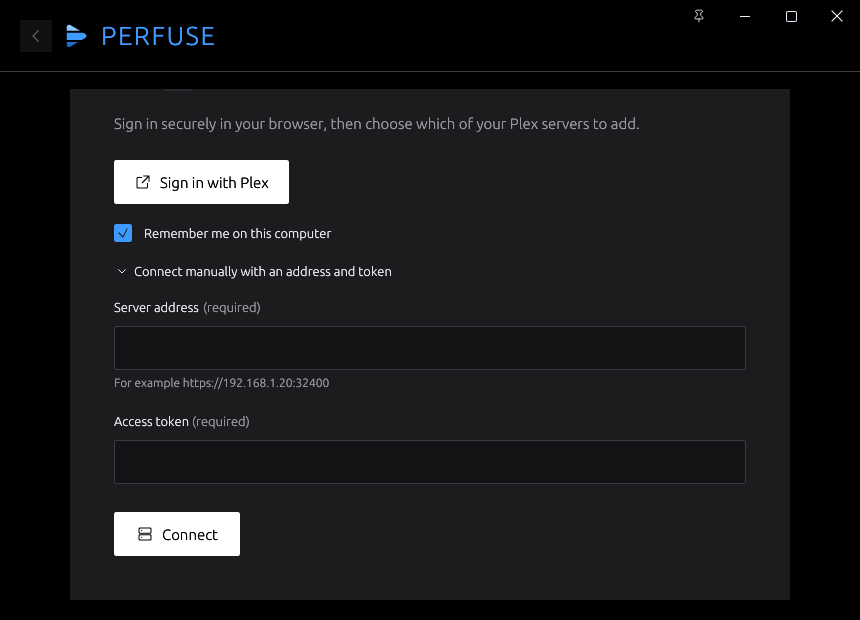 PERFUSE
Sign in securely in your browser, then choose which of your Plex servers to add.
Sign in with Plex
Remember me on this computer
Connect manually with an address and token
Server address (required)
For example https://192.168.1.20:32400
Access token (required)
Connect